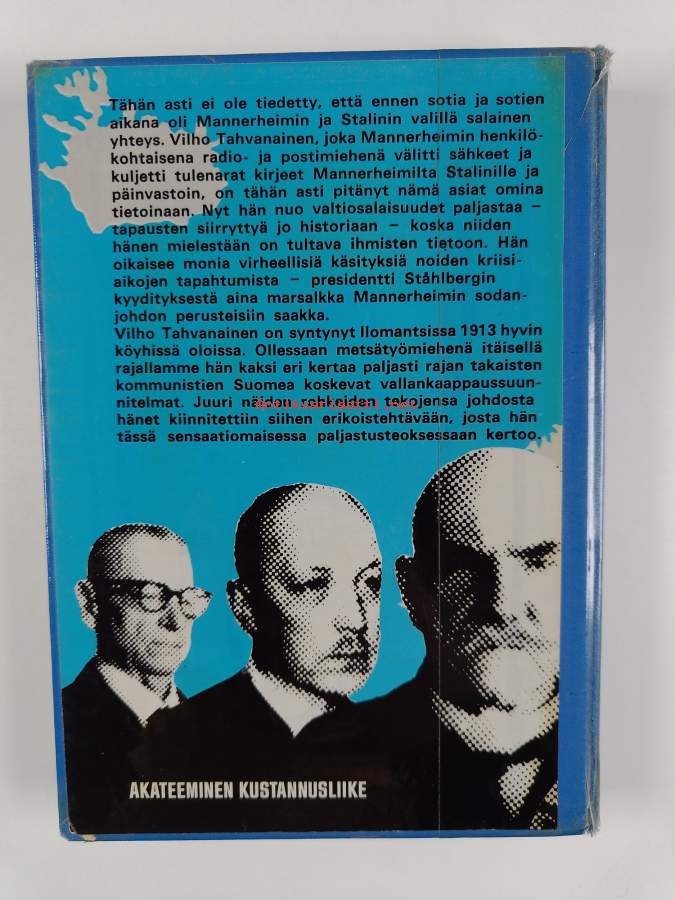 Tähän asti ei ole tiedetty, että ennen sotia ja sotien
aikana oli Mannerheimin ja Stalinin valillä salainen
yhteys. Vilho Tahvanainen, joka Mannerheimin henkilö-
kohtaisena radio- ja postimiehenä välitti sähkeet ja
kuljetti tulenarat kirjeet Mannerheimilta Stalinille ja
päinvastoin, on tähän asti pitänyt nämä asiat omina
tietoinaan. Nyt hän nuo valtiosalaisuudet paljastaa –
tapausten siirryttyä jo historiaan – koska niiden
hänen mielestään on tultava ihmisten tietoon. Hän
oikaisee monia virheellisiä käsityksiä noiden kriisi-
aikojen tapahtumista – presidentti Ståhlbergin
kyydityksestä aina marsalkka Mannerheimin sodan-
johdon perusteisiin saakka.
Vilho Tahvanainen on syntynyt Ilomantsissa 1913 hyvin
köyhissä oloissa. Ollessaan metsätyömiehenä itäisellä
rajallamme hän kaksi eri kertaa paljasti rajan takaisten
kommunistien Suomea koskevat vallankaappaussuun-
nitelmat. Juuri näiden rohkeiden tekojensa johdosta
hänet kiinnitettiin siihen erikoistehtävään, josta hän
tässä sensaatiomaisessa paljastusteoksessaan kertoo.
AKATEEMINEN KUSTANNUSLIIKE